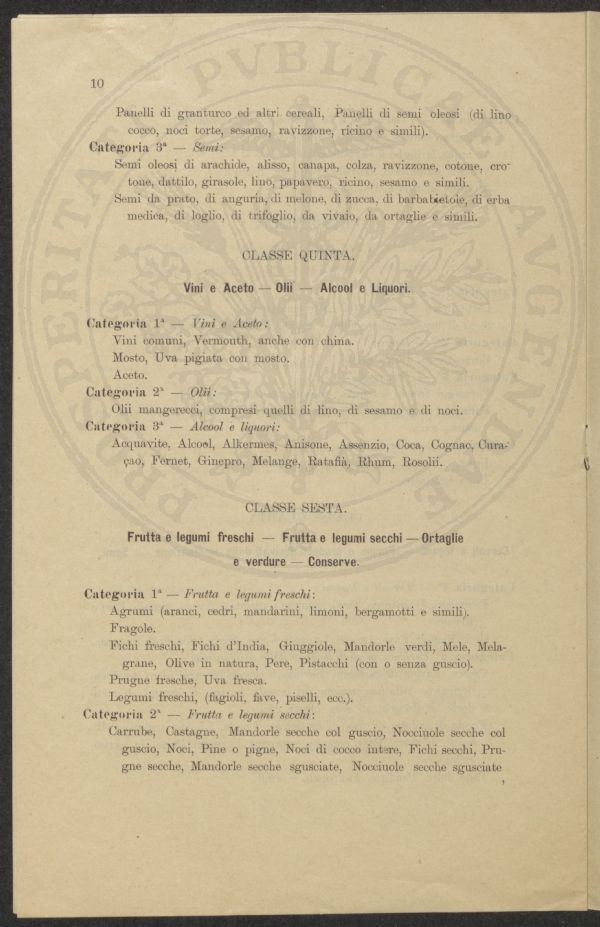 10
Panelli di granturco ed altri cereali, Panelli di semi oleosi (di lino
cocco, noci torte, sesamo, ravizzone, ricino e simili).
Categoria 3ª — Semi:
Semi oleosi di arachide, alisso, canapa, colza, ravizzone, cotone, cro-
tone, dattilo, girasole, lino, papavero, ricino, sesamo e simili.
Semi da prato, di anguria, di melone, di zucca, di barbabietole, di erba
medica, di loglio, di trifoglio, da vivaio, da ortaglie e simili.
CLASSE QUINTA.
Vini e Aceto — Olii — Alcool e Liquori.
Categoria 1ª — Vini e Aceto:
Vini comuni, Vermouth, anche con china.
Mosto, Uva pigiata con mosto.
Aceto.
Categoria 2ª — Olii:
Olii mangerecci, compresi quelli di lino, di sesamo e di noci.
Categoria 3ª — Alcool e liquori:
Acquavite, Alcool, Alkermes, Anisone, Assenzio, Coca, Cognac, Cura-
çao, Fernet, Ginepro, Melange, Ratafià, Rhum, Rosolii.
CLASSE SESTA.
Frutta e legumi freschi — Frutta e legumi secchi — Ortaglie
e verdure — Conserve.
Categoria 1ª — Frutta e legumi freschi:
Agrumi (aranci, cedri, mandarini, limoni, bergamotti e simili).
Fragole.
Fichi freschi, Fichi d'India, Giuggiole, Mandorle verdi, Mele, Mela-
grane, Olive in natura, Pere, Pistacchi (con o senza guscio).
Prugne fresche, Uva fresca.
Legumi freschi, (fagioli, fave, piselli, ecc.).
Categoria 2ª — Frutta e legumi secchi:
Carrube, Castagne, Mandorle secche col guscio, Nocciuole secche col
guscio, Noci, Pine o pigne, Noci di cocco intere, Fichi secchi, Pru-
gne secche, Mandorle secche sgusciate, Nocciuole secche sgusciate
PVBLICAE AVGENDAE PROSPERITATI